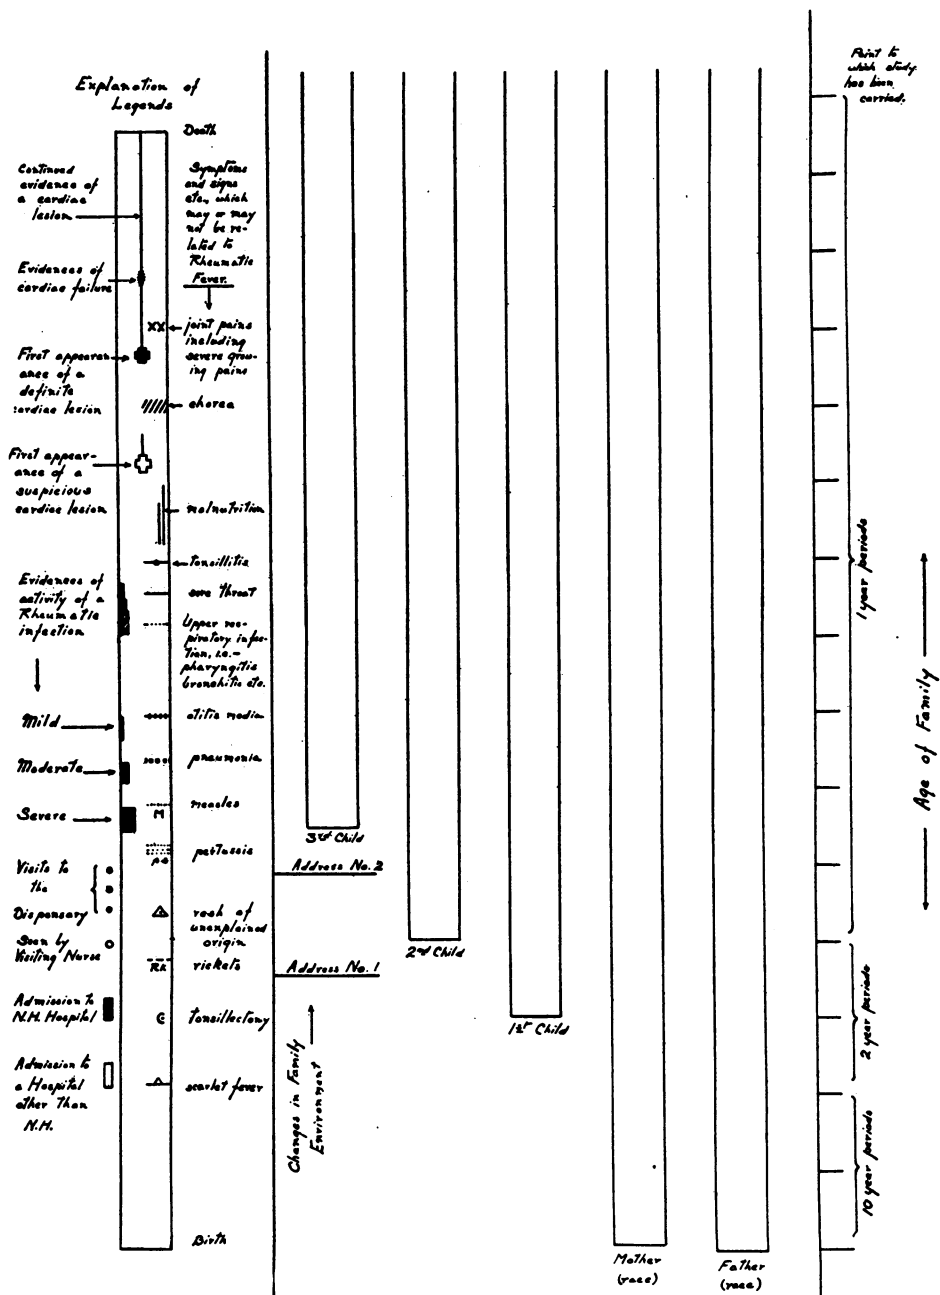 Explanation of
Legends
Death
Continued
evidence of
a cardiac
lesion
Evidences of
cardiac failure
First appear-
ance of a
definite
cardiac lesion
First appear-
ance of a
suspicious
cardiac lesion
Evidences of
activity of a
Rheumatic
infection
Mild
Moderate
Severe
Visits to
the
Dispensary
Seen by
Visiting Nurse
Admission to
N.H. Hospital
Admission to
a Hospital
other than
N.H.
Symptoms
and signs
etc., which
may or may
not be re-
lated to
Rheumatic
Fever.
XX
joint pains
including
severe grow-
ing pains
chorea
malnutrition
tonsillitis
sore throat
Upper res-
piratory infec-
tion, i.e.-
pharyngitis
bronchitis etc.
otitis media
pneumonia
M
measles
pertussis
rash of
unexplained
origin
Rk
rickets
tonsillectomy
scarlet fever
Birth
3rd Child
Address No. 2
2nd Child
Address No. 1
1st Child
Changes in Family
Environment
Mother
(race)
Father
(race)
Point to
which study
has been
carried.
1 year periods
2 year periods
10 year periods
Age of Family